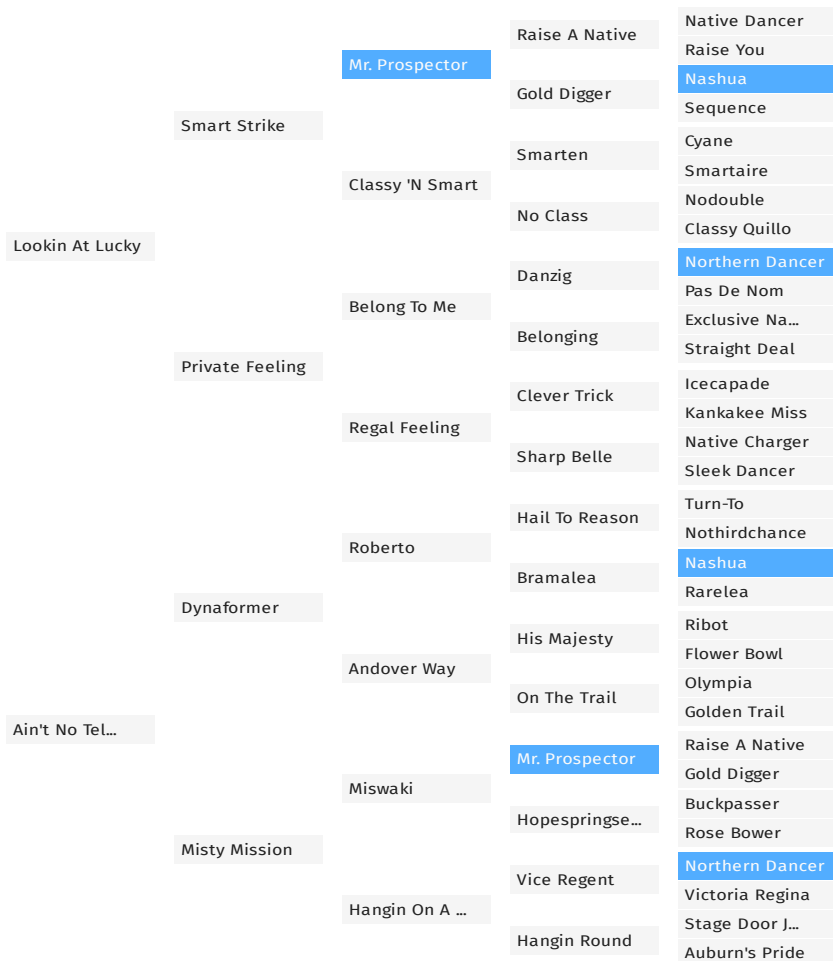 Lookin At Lucky
Ain't No Tel...
Smart Strike
Private Feeling
Dynaformer
Misty Mission
Mr. Prospector
Classy 'N Smart
Belong To Me
Regal Feeling
Roberto
Andover Way
Miswaki
Hangin On A ...
Raise A Native
Gold Digger
Smarten
No Class
Danzig
Belonging
Clever Trick
Sharp Belle
Hail To Reason
Bramalea
His Majesty
On The Trail
Mr. Prospector
Hopespringse...
Vice Regent
Hangin Round
Native Dancer
Raise You
Nashua
Sequence
Cyane
Smartaire
Nodouble
Classy Quillo
Northern Dancer
Pas De Nom
Exclusive Na...
Straight Deal
Icecapade
Kankakee Miss
Native Charger
Sleek Dancer
Turn-To
Nothirdchance
Nashua
Rarelea
Ribot
Flower Bowl
Olympia
Golden Trail
Raise A Native
Gold Digger
Buckpasser
Rose Bower
Northern Dancer
Victoria Regina
Stage Door J...
Auburn's Pride